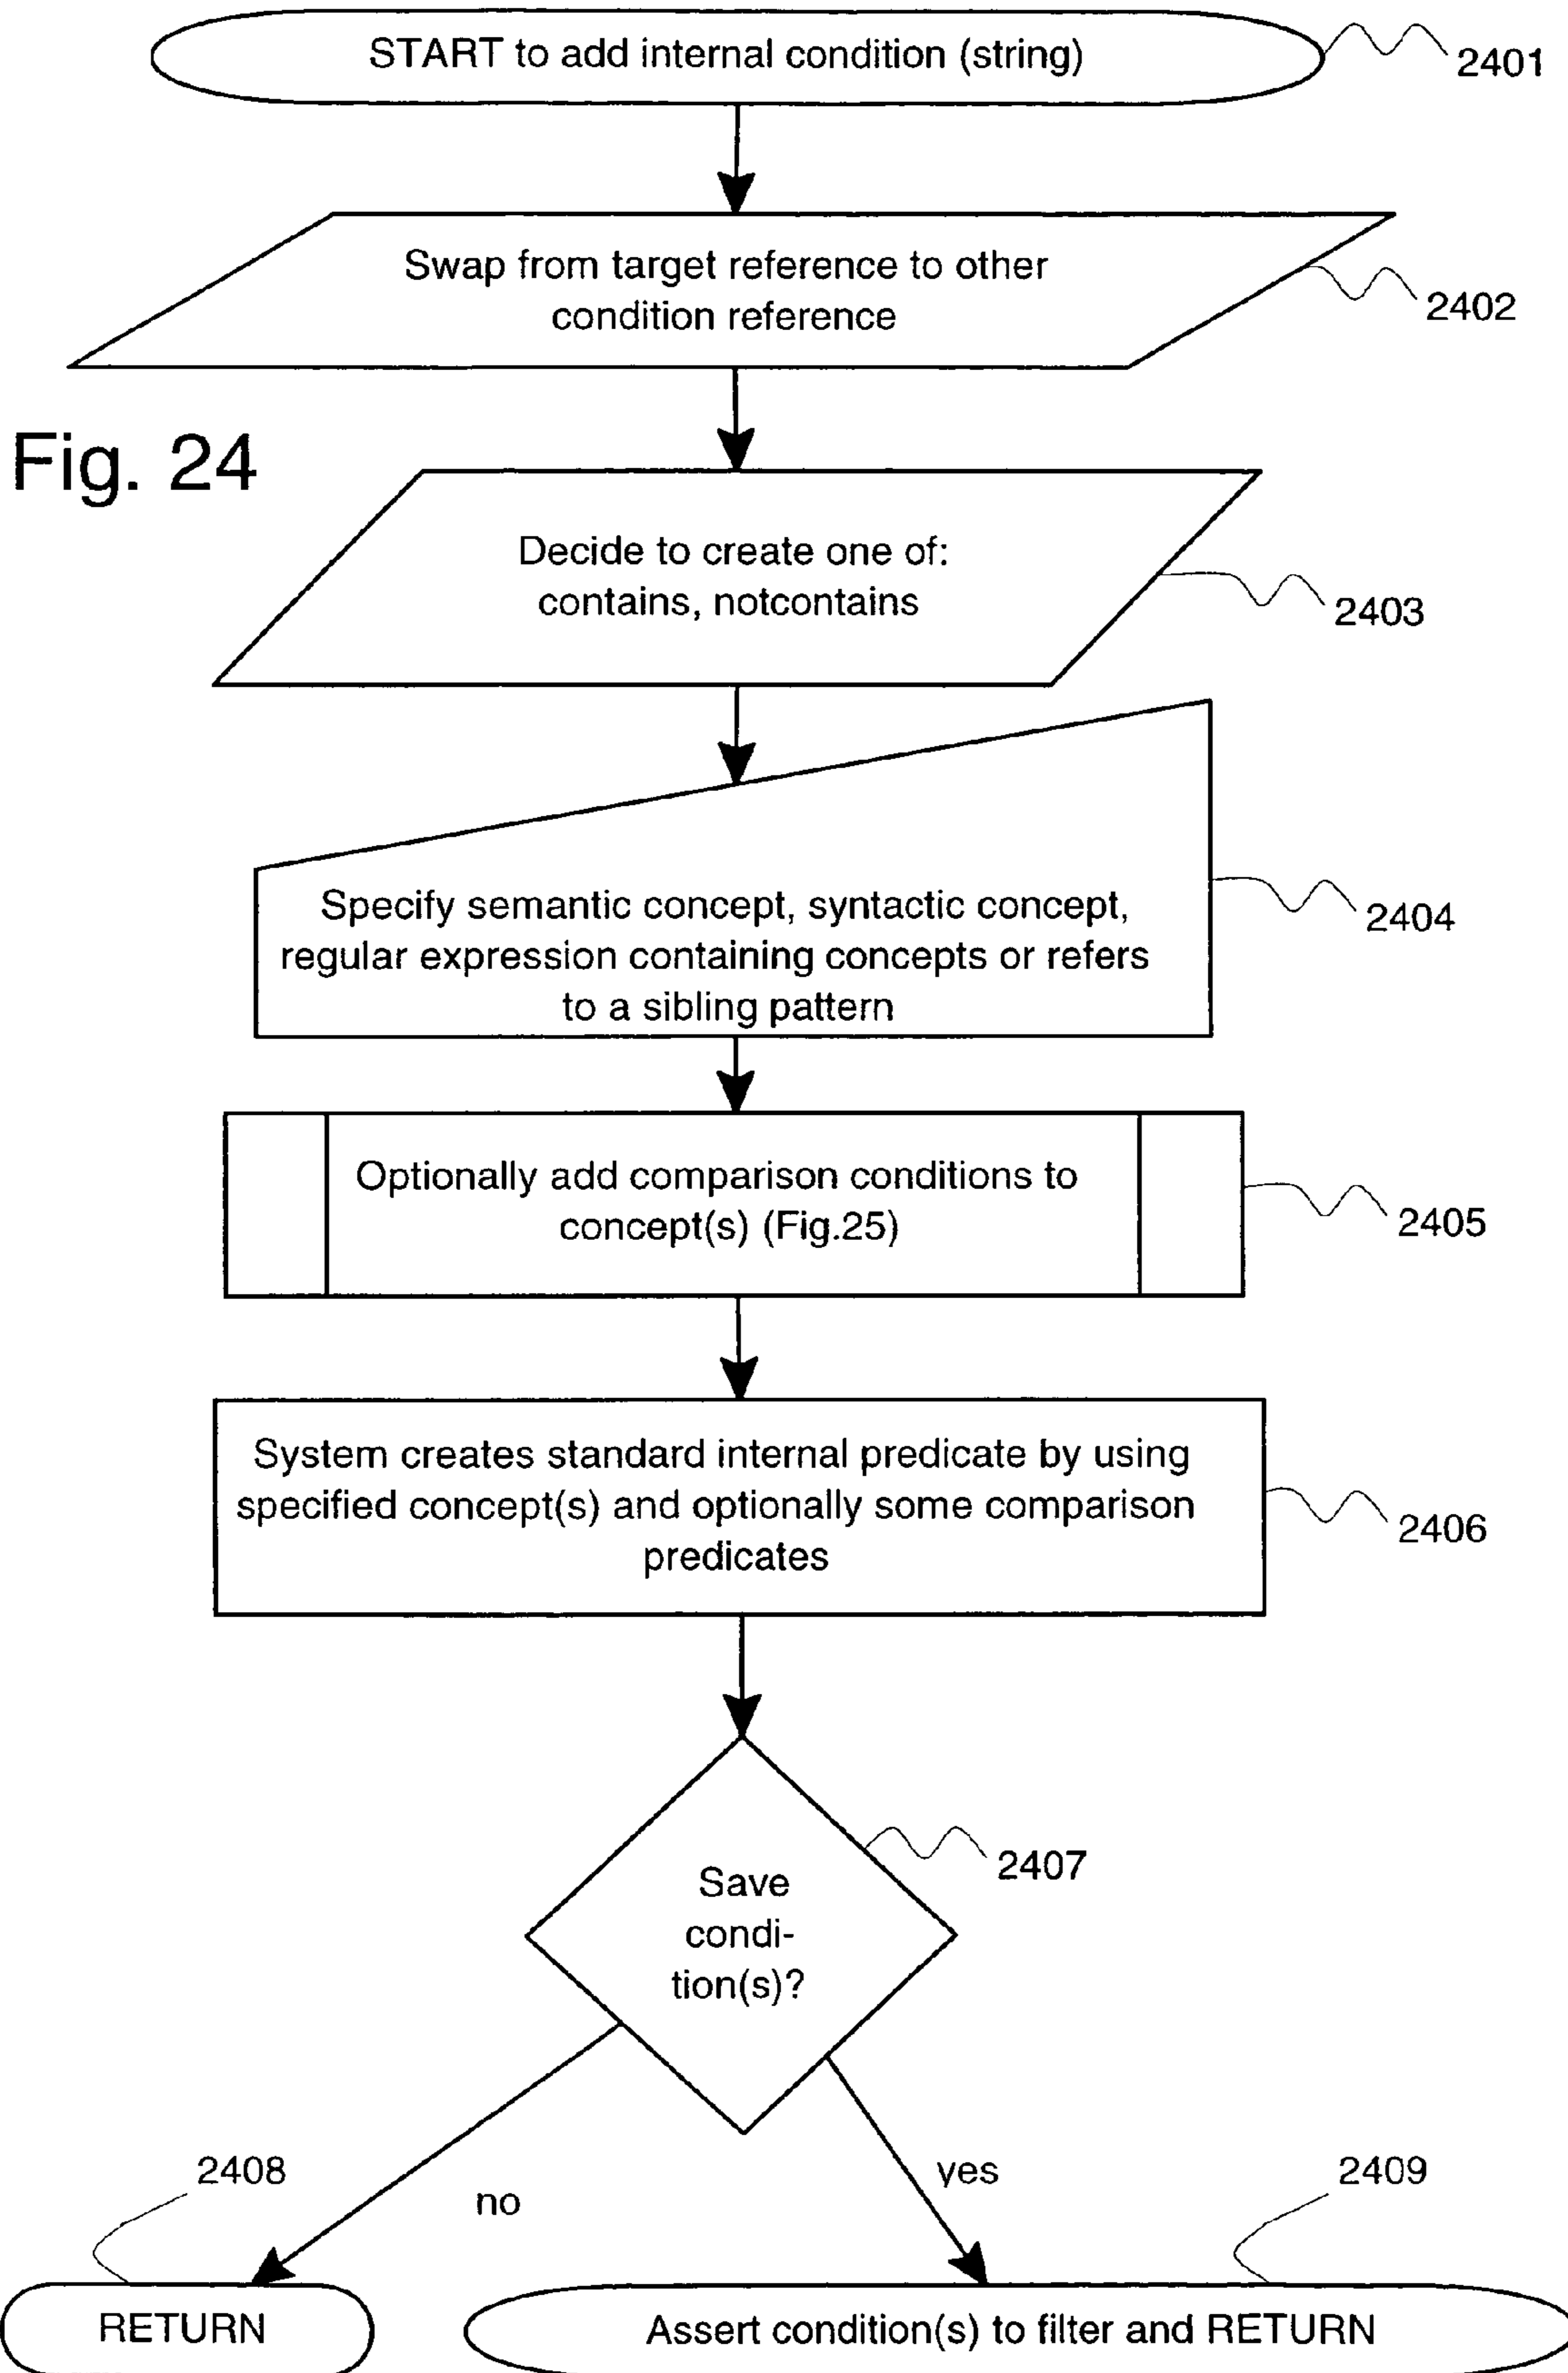 START to add internal condition (string)
2401
Swap from target reference to other
condition reference
2402
Fig. 24
Decide to create one of:
contains, notcontains
2403
Specify semantic concept, syntactic concept,
regular expression containing concepts or refers
to a sibling pattern
2404
Optionally add comparison conditions to
concept(s) (Fig.25)
2405
System creates standard internal predicate by using
specified concept(s) and optionally some comparison
predicates
2406
Save
condi-
tion(s)?
2407
2408
no
yes
2409
RETURN
Assert condition(s) to filter and RETURN